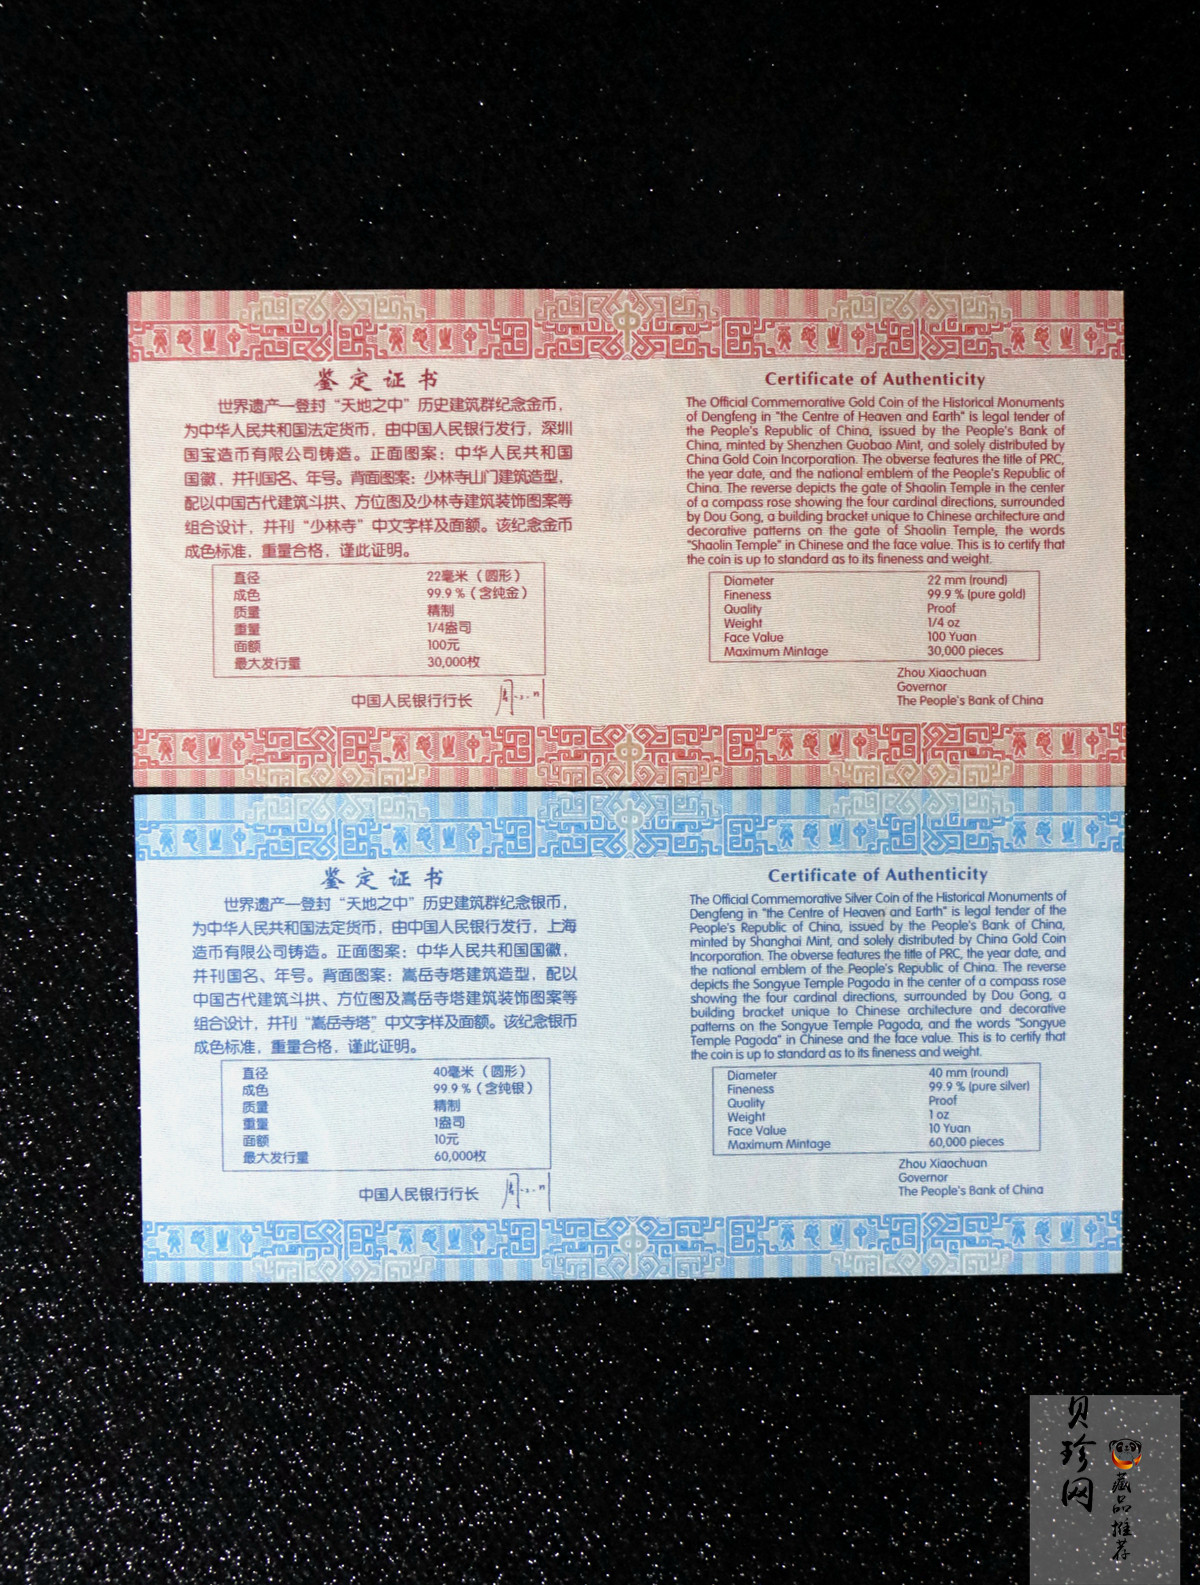 鉴定证书
世界遗产—登封“天地之中”历史建筑群纪念金币，
为中华人民共和国法定货币，由中国人民银行发行，深圳
国宝造币有限公司铸造。正面图案：中华人民共和国
国徽，并刊国名、年号。背面图案：少林寺山门建筑造型，
配以中国古代建筑斗拱、方位图及少林寺建筑装饰图案等
组合设计，并刊“少林寺”中文字样及面额。该纪念金币
成色标准，重量合格，谨此证明。
直径 22毫米（圆形）
成色 99.9％（含纯金）
质量 精制
重量 1/4盎司
面额 100元
最大发行量 30,000枚
中国人民银行行长
Certificate of Authenticity
The Official Commemorative Gold Coin of the Historical Monuments
of Dengfeng in "the Centre of Heaven and Earth" is legal tender of
the People's Republic of China, issued by the People's Bank of
China, minted by Shenzhen Guobao Mint, and solely distributed by
China Gold Coin Incorporation. The obverse features the title of PRC,
the year date, and the national emblem of the People's Republic of
China. The reverse depicts the gate of Shaolin Temple in the center
of a compass rose showing the four cardinal directions, surrounded
by Dou Gong, a building bracket unique to Chinese architecture and
decorative patterns on the gate of Shaolin Temple, the words
"Shaolin Temple" in Chinese and the face value. This is to certify that
the coin is up to standard as to its fineness and weight.
Diameter 22 mm (round)
Fineness 99.9 % (pure gold)
Quality Proof
Weight 1/4 oz
Face Value 100 Yuan
Maximum Mintage 30,000 pieces
Zhou Xiaochuan
Governor
The People's Bank of China
鉴定证书
世界遗产—登封“天地之中”历史建筑群纪念银币，
为中华人民共和国法定货币，由中国人民银行发行，上海
造币有限公司铸造。正面图案：中华人民共和国国徽，
并刊国名、年号。背面图案：嵩岳寺塔建筑造型，配以
中国古代建筑斗拱、方位图及嵩岳寺塔建筑装饰图案等
组合设计，并刊“嵩岳寺塔”中文字样及面额。该纪念银币
成色标准，重量合格，谨此证明。
直径 40毫米（圆形）
成色 99.9％（含纯银）
质量 精制
重量 1盎司
面额 10元
最大发行量 60,000枚
中国人民银行行长
Certificate of Authenticity
The Official Commemorative Silver Coin of the Historical Monuments of
Dengfeng in "the Centre of Heaven and Earth" is legal tender of the
People's Republic of China, issued by the People's Bank of China,
minted by Shanghai Mint, and solely distributed by China Gold Coin
Incorporation. The obverse features the title of PRC, the year date, and
the national emblem of the People's Republic of China. The reverse
depicts the Songyue Temple Pagoda in the center of a compass rose
showing the four cardinal directions, surrounded by Dou Gong, a
building bracket unique to Chinese architecture and decorative
patterns on the Songyue Temple Pagoda, and the words "Songyue
Temple Pagoda" in Chinese and the face value. This is to certify that
the coin is up to standard as to its fineness and weight.
Diameter 40 mm (round)
Fineness 99.9 % (pure silver)
Quality Proof
Weight 1 oz
Face Value 10 Yuan
Maximum Mintage 60,000 pieces
Zhou Xiaochuan
Governor
The People's Bank of China
贝珍网
藏品推荐